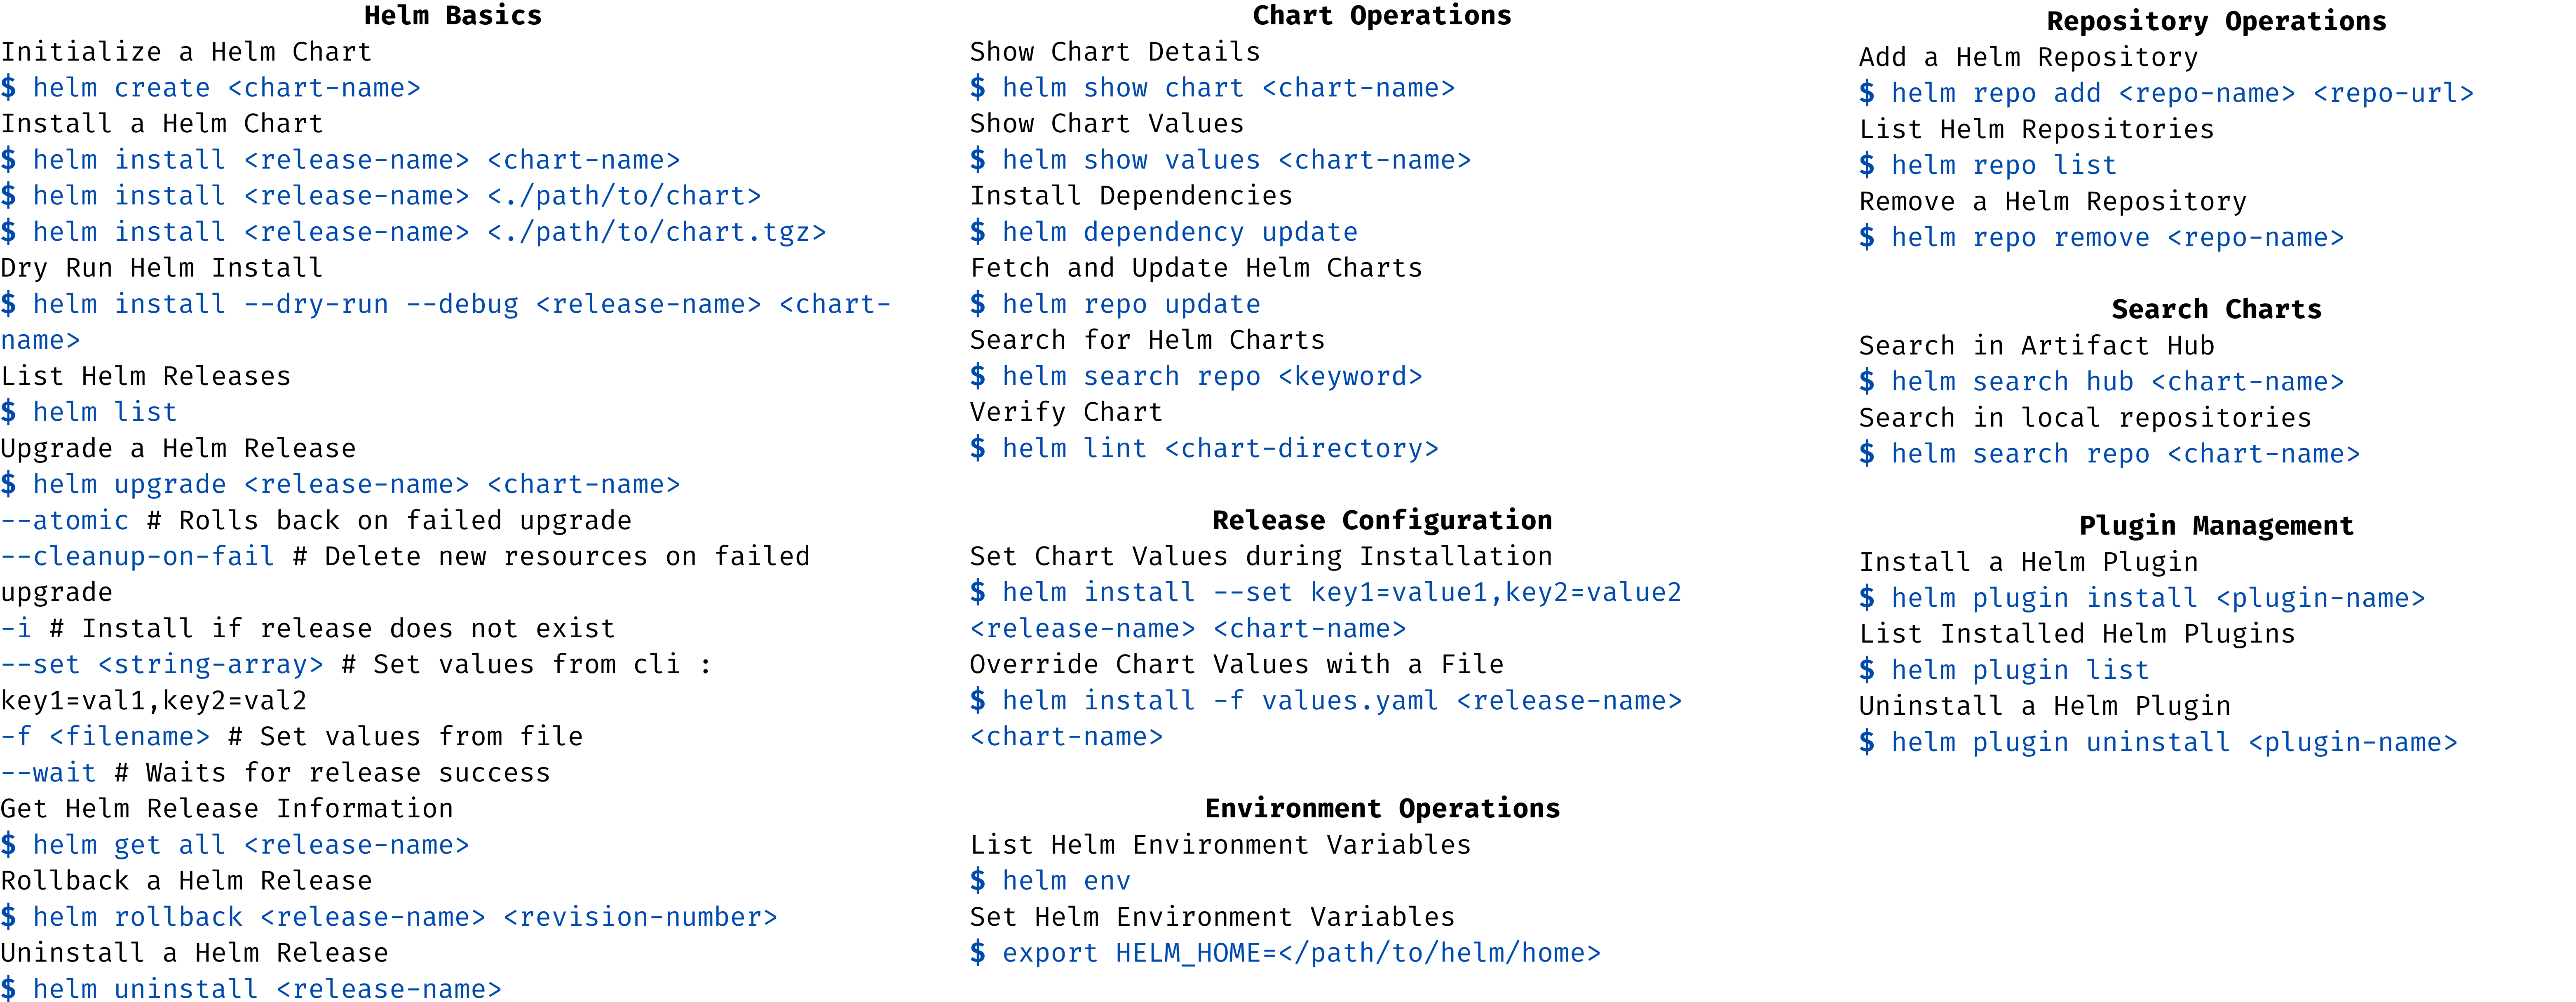 Helm Basics
Initialize a Helm Chart
$ helm create <chart-name>
Install a Helm Chart
$ helm install <release-name> <chart-name>
$ helm install <release-name> <./path/to/chart>
$ helm install <release-name> <./path/to/chart.tgz>
Dry Run Helm Install
$ helm install --dry-run --debug <release-name> <chart-
name>
List Helm Releases
$ helm list
Upgrade a Helm Release
$ helm upgrade <release-name> <chart-name>
--atomic # Rolls back on failed upgrade
--cleanup-on-fail # Delete new resources on failed
upgrade
-i # Install if release does not exist
--set <string-array> # Set values from cli :
key1=val1,key2=val2
-f <filename> # Set values from file
--wait # Waits for release success
Get Helm Release Information
$ helm get all <release-name>
Rollback a Helm Release
$ helm rollback <release-name> <revision-number>
Uninstall a Helm Release
$ helm uninstall <release-name>
Chart Operations
Show Chart Details
$ helm show chart <chart-name>
Show Chart Values
$ helm show values <chart-name>
Install Dependencies
$ helm dependency update
Fetch and Update Helm Charts
$ helm repo update
Search for Helm Charts
$ helm search repo <keyword>
Verify Chart
$ helm lint <chart-directory>
Release Configuration
Set Chart Values during Installation
$ helm install --set key1=value1,key2=value2
<release-name> <chart-name>
Override Chart Values with a File
$ helm install -f values.yaml <release-name>
<chart-name>
Environment Operations
List Helm Environment Variables
$ helm env
Set Helm Environment Variables
$ export HELM_HOME=</path/to/helm/home>
Repository Operations
Add a Helm Repository
$ helm repo add <repo-name> <repo-url>
List Helm Repositories
$ helm repo list
Remove a Helm Repository
$ helm repo remove <repo-name>
Search Charts
Search in Artifact Hub
$ helm search hub <chart-name>
Search in local repositories
$ helm search repo <chart-name>
Plugin Management
Install a Helm Plugin
$ helm plugin install <plugin-name>
List Installed Helm Plugins
$ helm plugin list
Uninstall a Helm Plugin
$ helm plugin uninstall <plugin-name>